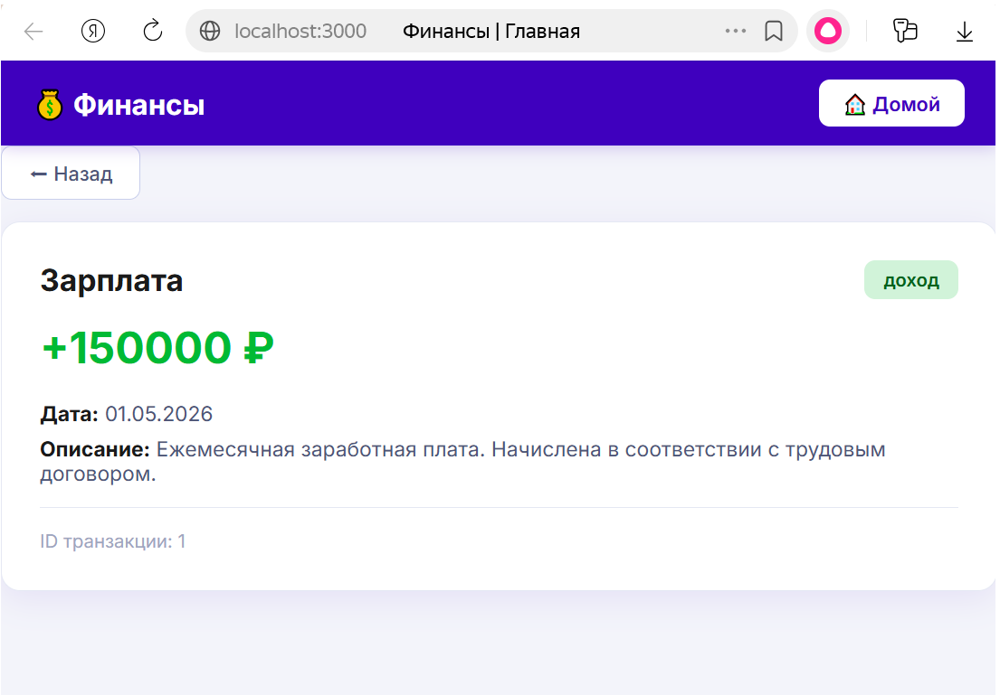 Я localhost:3000 Финансы | Главная
Финансы
Домой
← Назад
Зарплата
доход
+150000 ₽
Дата: 01.05.2026
Описание: Ежемесячная заработная плата. Начислена в соответствии с трудовым
договором.
ID транзакции: 1